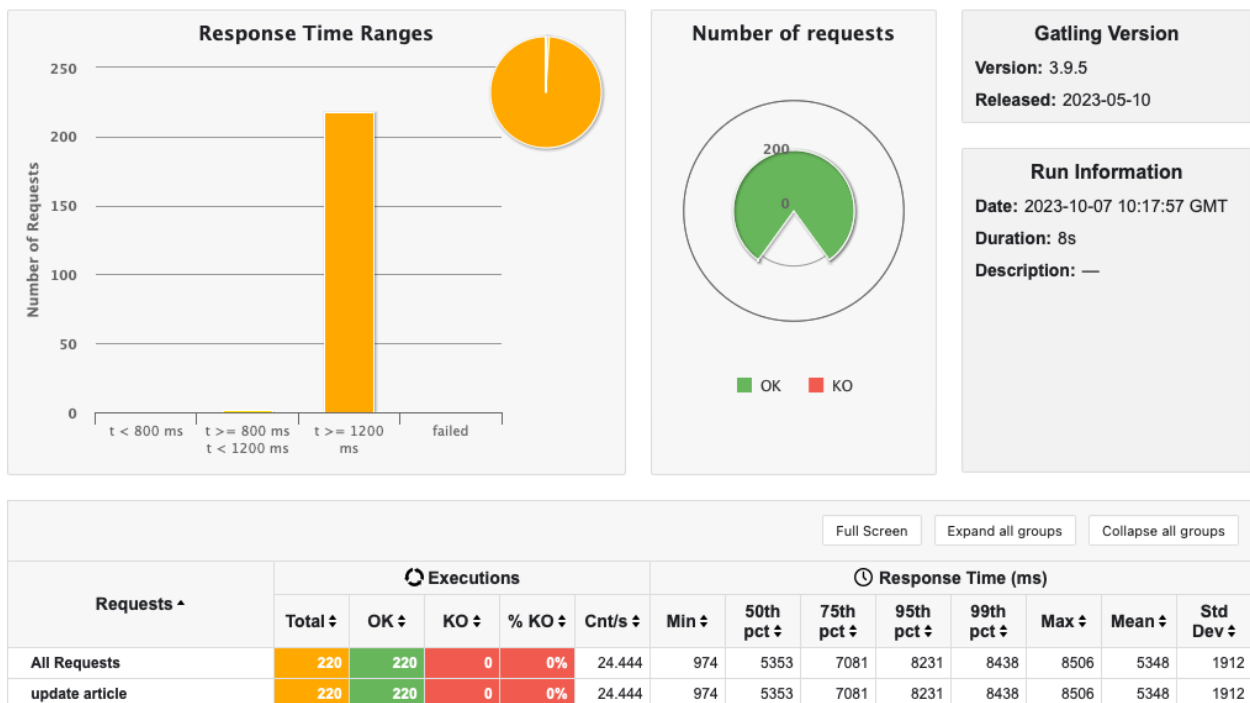 Response Time Ranges
250
200
150
100
50
0
Number of Requests
t < 800 ms
t >= 800 ms
t < 1200 ms
t >= 1200
ms
failed
Number of requests
200
0
OK
KO
Gatling Version
Version: 3.9.5
Released: 2023-05-10
Run Information
Date: 2023-10-07 10:17:57 GMT
Duration: 8s
Description: —
Full Screen Expand all groups Collapse all groups
Requests Executions Response Time (ms)
Total OK KO % KO Cnt/s Min 50th pct 75th pct 95th pct 99th pct Max Mean Std Dev
All Requests 220 220 0 0% 24.444 974 5353 7081 8231 8438 8506 5348 1912
update article 220 220 0 0% 24.444 974 5353 7081 8231 8438 8506 5348 1912